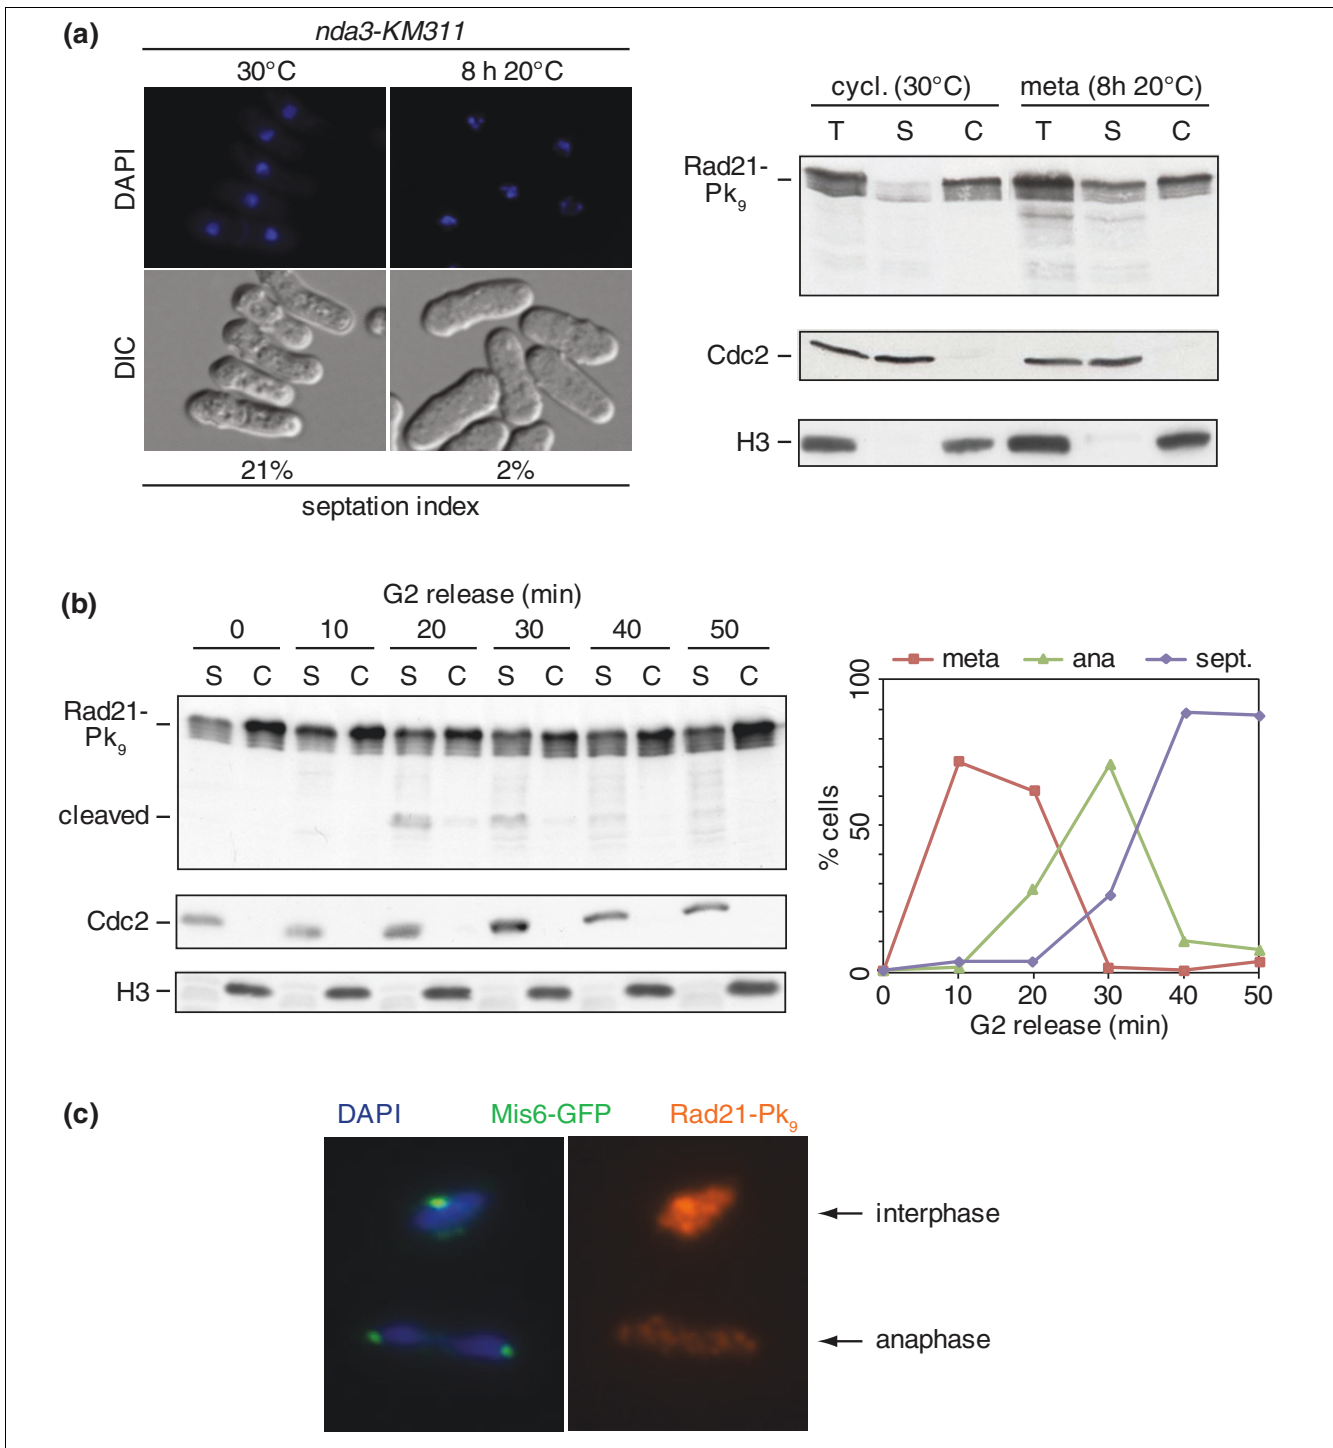 (a)
nda3-KM311
30°C 8 h 20°C
DAPI
DIC
21% 2%
septation index
cycl. (30°C) meta (8h 20°C)
T S C T S C
Rad21-
Pk9
Cdc2
H3
(b)
G2 release (min)
0 10 20 30 40 50
S C S C S C S C S C S C
Rad21-
Pk9
cleaved
Cdc2
H3
meta ana sept.
% cells
100
50
0
0 10 20 30 40 50
G2 release (min)
(c)
DAPI Mis6-GFP Rad21-Pk9
interphase
anaphase